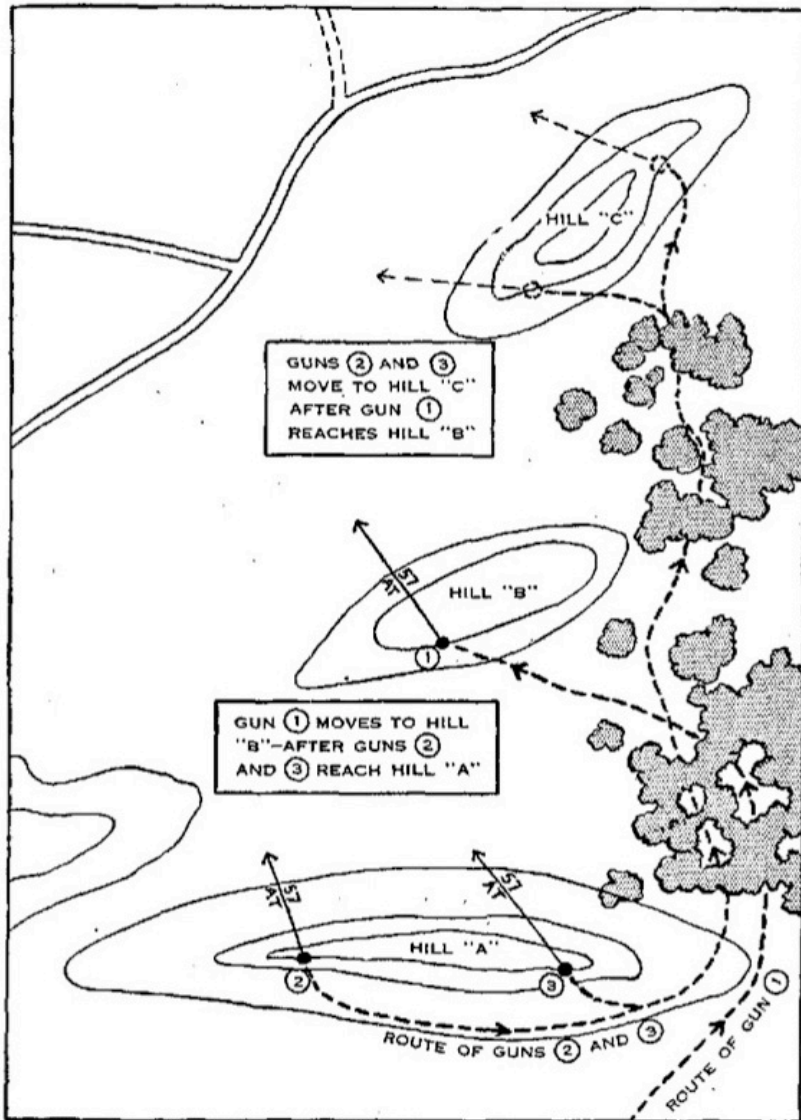 HILL "C"
GUNS ② AND ③
MOVE TO HILL "C"
AFTER GUN ①
REACHES HILL "B"
57
AT
HILL "B"
①
GUN ① MOVES TO HILL
"B"—AFTER GUNS ②
AND ③ REACH HILL "A"
57
AT
57
AT
HILL "A"
②
③
ROUTE OF GUNS ② AND ③
ROUTE OF GUN ①